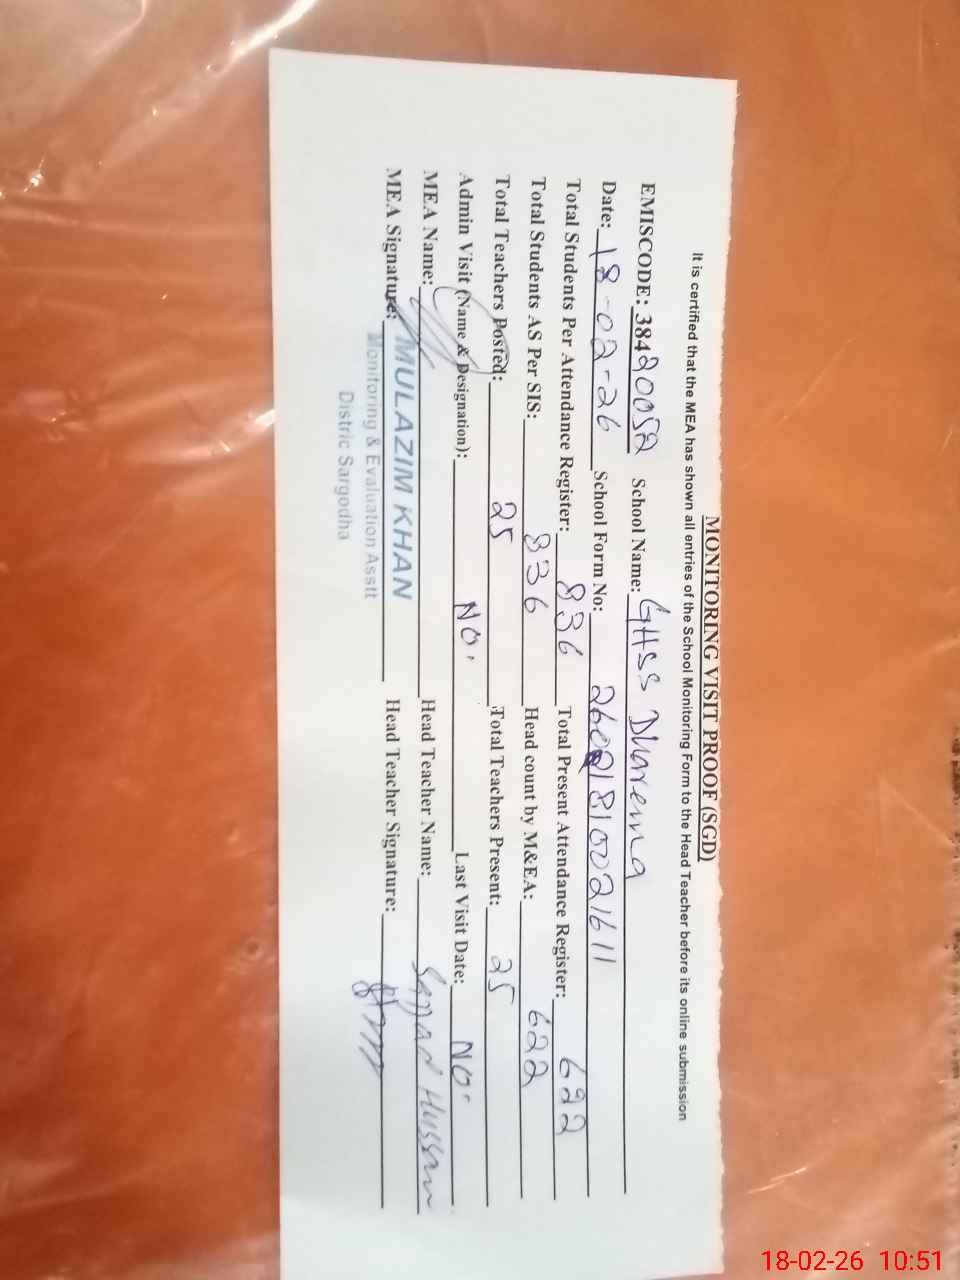 MONITORING VISIT PROOF (SGD)
It is certified that the MEA has shown all entries of the School Monitoring Form to the Head Teacher before its online submission
EMISCODE: 38420052 School Name: GHSS Dharema
Date: 18-02-26 School Form No: 26021810021611
Total Students Per Attendance Register: 836 Total Present Attendance Register: 622
Total Students AS Per SIS: 836 Head count by M&EA: 622
Total Teachers Posted: 25 Total Teachers Present: 25
Admin Visit (Name & Designation): NO. Last Visit Date: NO.
MEA Name: Head Teacher Name: Sajjad Hussain
MEA Signature: Head Teacher Signature:
MULAZIM KHAN
Monitoring & Evaluation Asstt
Distric Sargodha
18-02-26 10:51